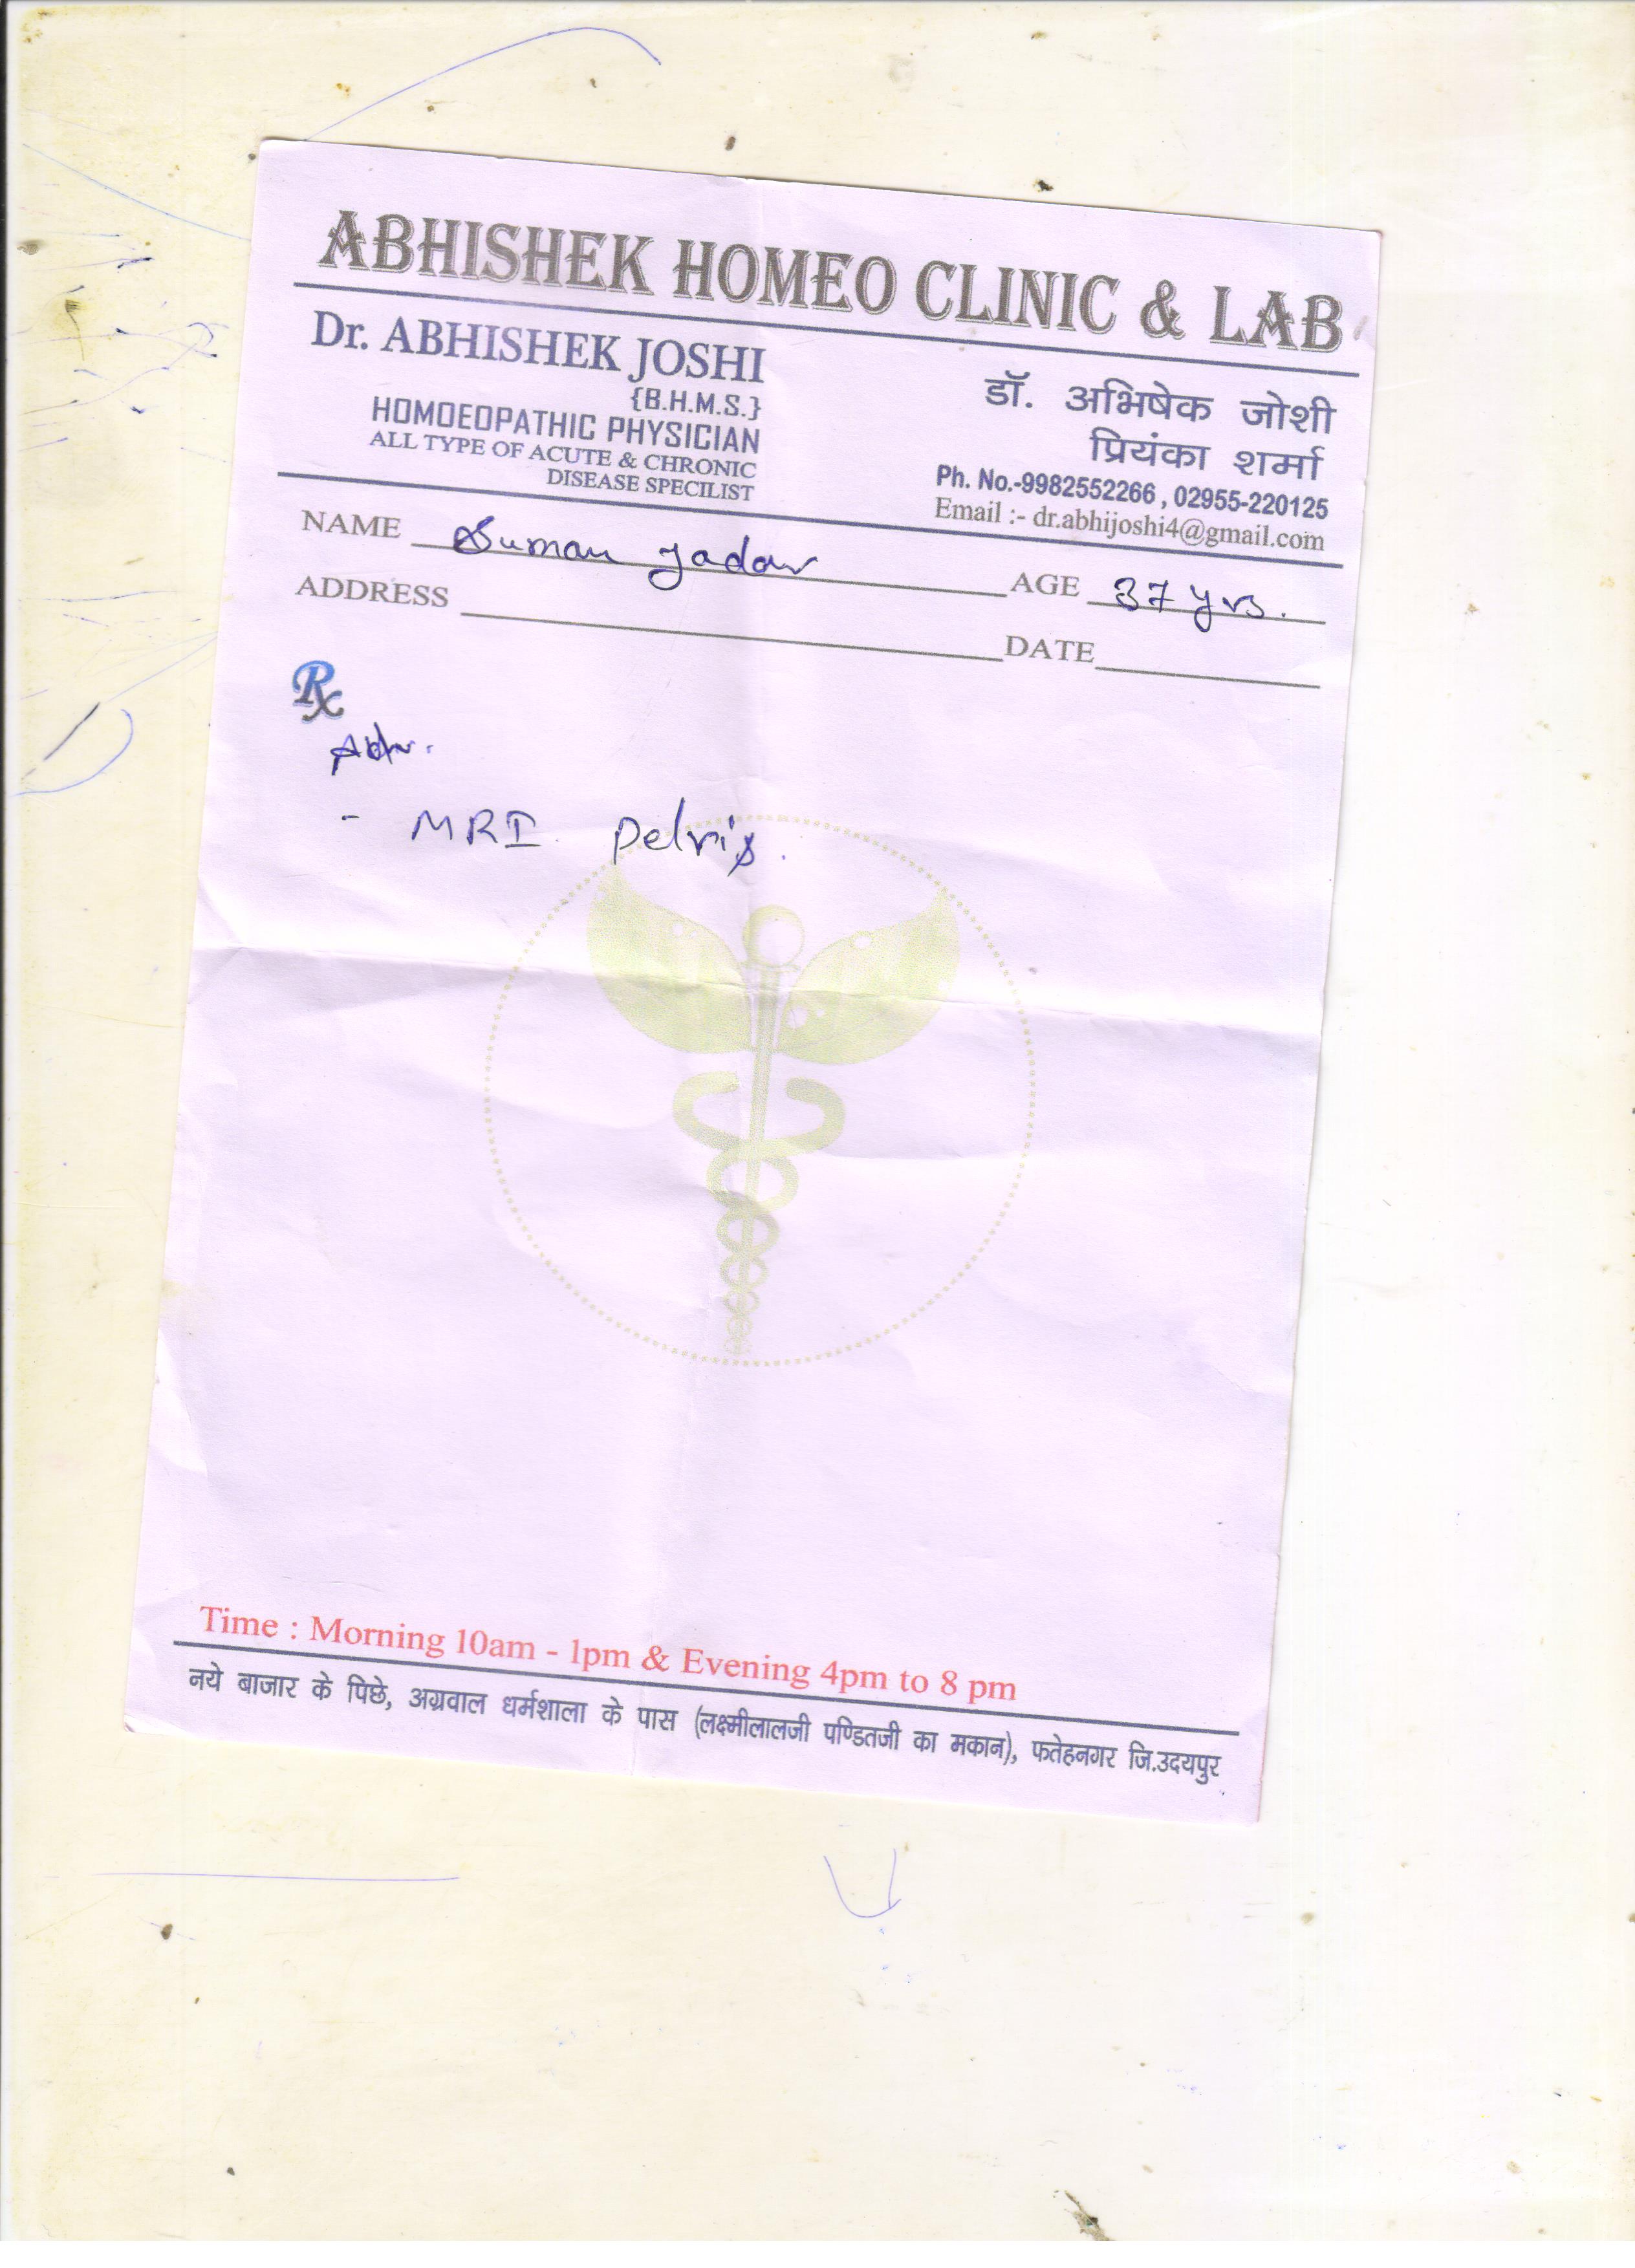 ABHISHEK HOMEO CLINIC & LAB
Dr. ABHISHEK JOSHI
{B.H.M.S.}
HOMOEOPATHIC PHYSICIAN
ALL TYPE OF ACUTE & CHRONIC
DISEASE SPECILIST
डॉ. अभिषेक जोशी
प्रियंका शर्मा
Ph. No.-9982552266 , 02955-220125
Email :- dr.abhijoshi4@gmail.com
NAME Suman Yadav AGE 37 yrs.
ADDRESS DATE
Rx
Adv.
- MRI Pelvis.
Time : Morning 10am - 1pm & Evening 4pm to 8 pm
नये बाजार के पिछे, अग्रवाल धर्मशाला के पास (लक्ष्मीलालजी पण्डितजी का मकान), फतेहनगर जि.उदयपुर